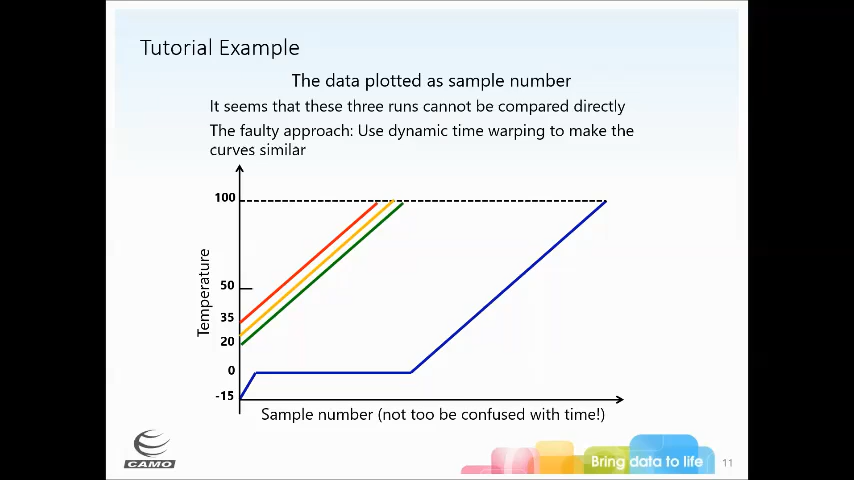 Tutorial Example
The data plotted as sample number
It seems that these three runs cannot be compared directly
The faulty approach: Use dynamic time warping to make the
curves similar
100
50
35
20
0
-15
Temperature
Sample number (not too be confused with time!)
CAMO
Bring data to life
11